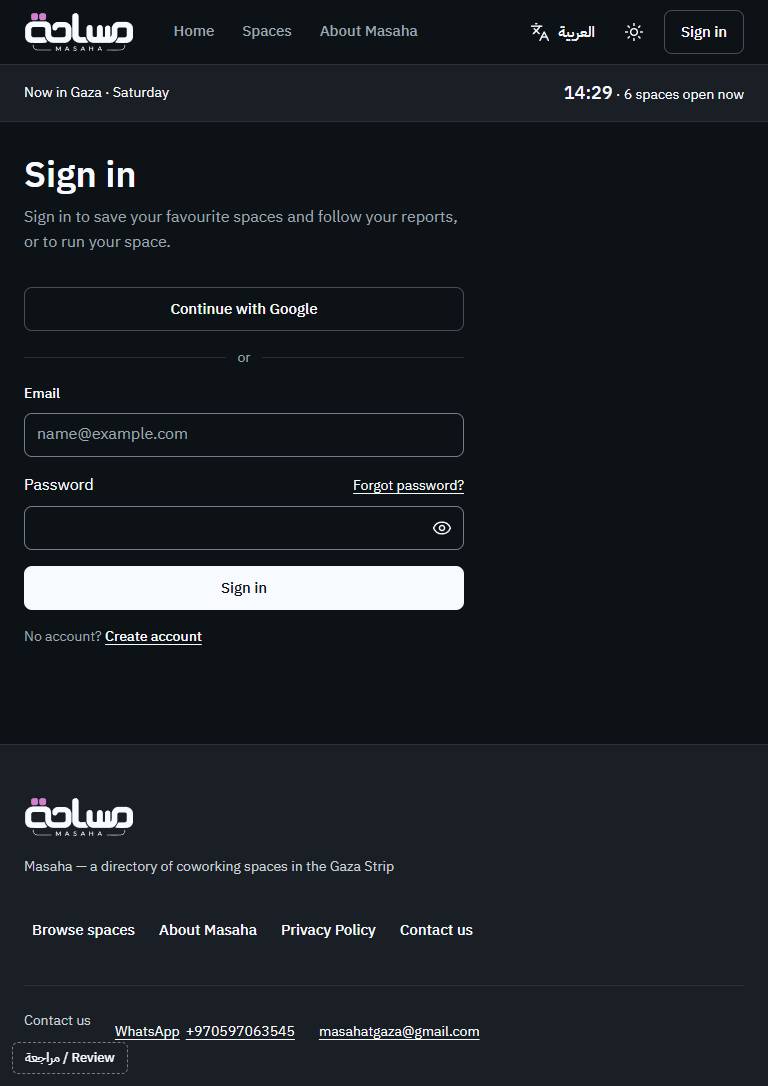 مساحة
MASAHA
Home
Spaces
About Masaha
العربية
Sign in
Now in Gaza · Saturday
14:29 · 6 spaces open now
Sign in
Sign in to save your favourite spaces and follow your reports,
or to run your space.
Continue with Google
or
Email
name@example.com
Password
Forgot password?
Sign in
No account? Create account
مساحة
MASAHA
Masaha — a directory of coworking spaces in the Gaza Strip
Browse spaces
About Masaha
Privacy Policy
Contact us
Contact us
WhatsApp +970597063545
masahatgaza@gmail.com
مراجعة / Review